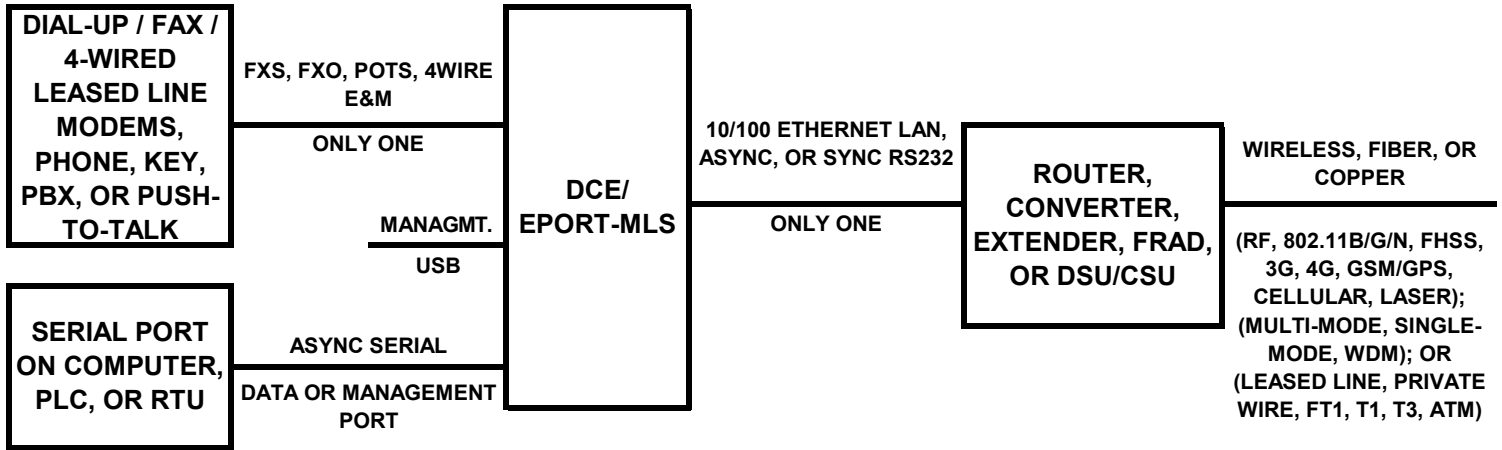 DIAL-UP / FAX /
4-WIRED
LEASED LINE
MODEMS,
PHONE, KEY,
PBX, OR PUSH-
TO-TALK
FXS, FXO, POTS, 4WIRE
E&M
ONLY ONE
MANAGMT.
USB
SERIAL PORT
ON COMPUTER,
PLC, OR RTU
ASYNC SERIAL
DATA OR MANAGEMENT
PORT
DCE/
EPORT-MLS
10/100 ETHERNET LAN,
ASYNC, OR SYNC RS232
ONLY ONE
ROUTER,
CONVERTER,
EXTENDER, FRAD,
OR DSU/CSU
WIRELESS, FIBER, OR
COPPER
(RF, 802.11B/G/N, FHSS,
3G, 4G, GSM/GPS,
CELLULAR, LASER);
(MULTI-MODE, SINGLE-
MODE, WDM); OR
(LEASED LINE, PRIVATE
WIRE, FT1, T1, T3, ATM)